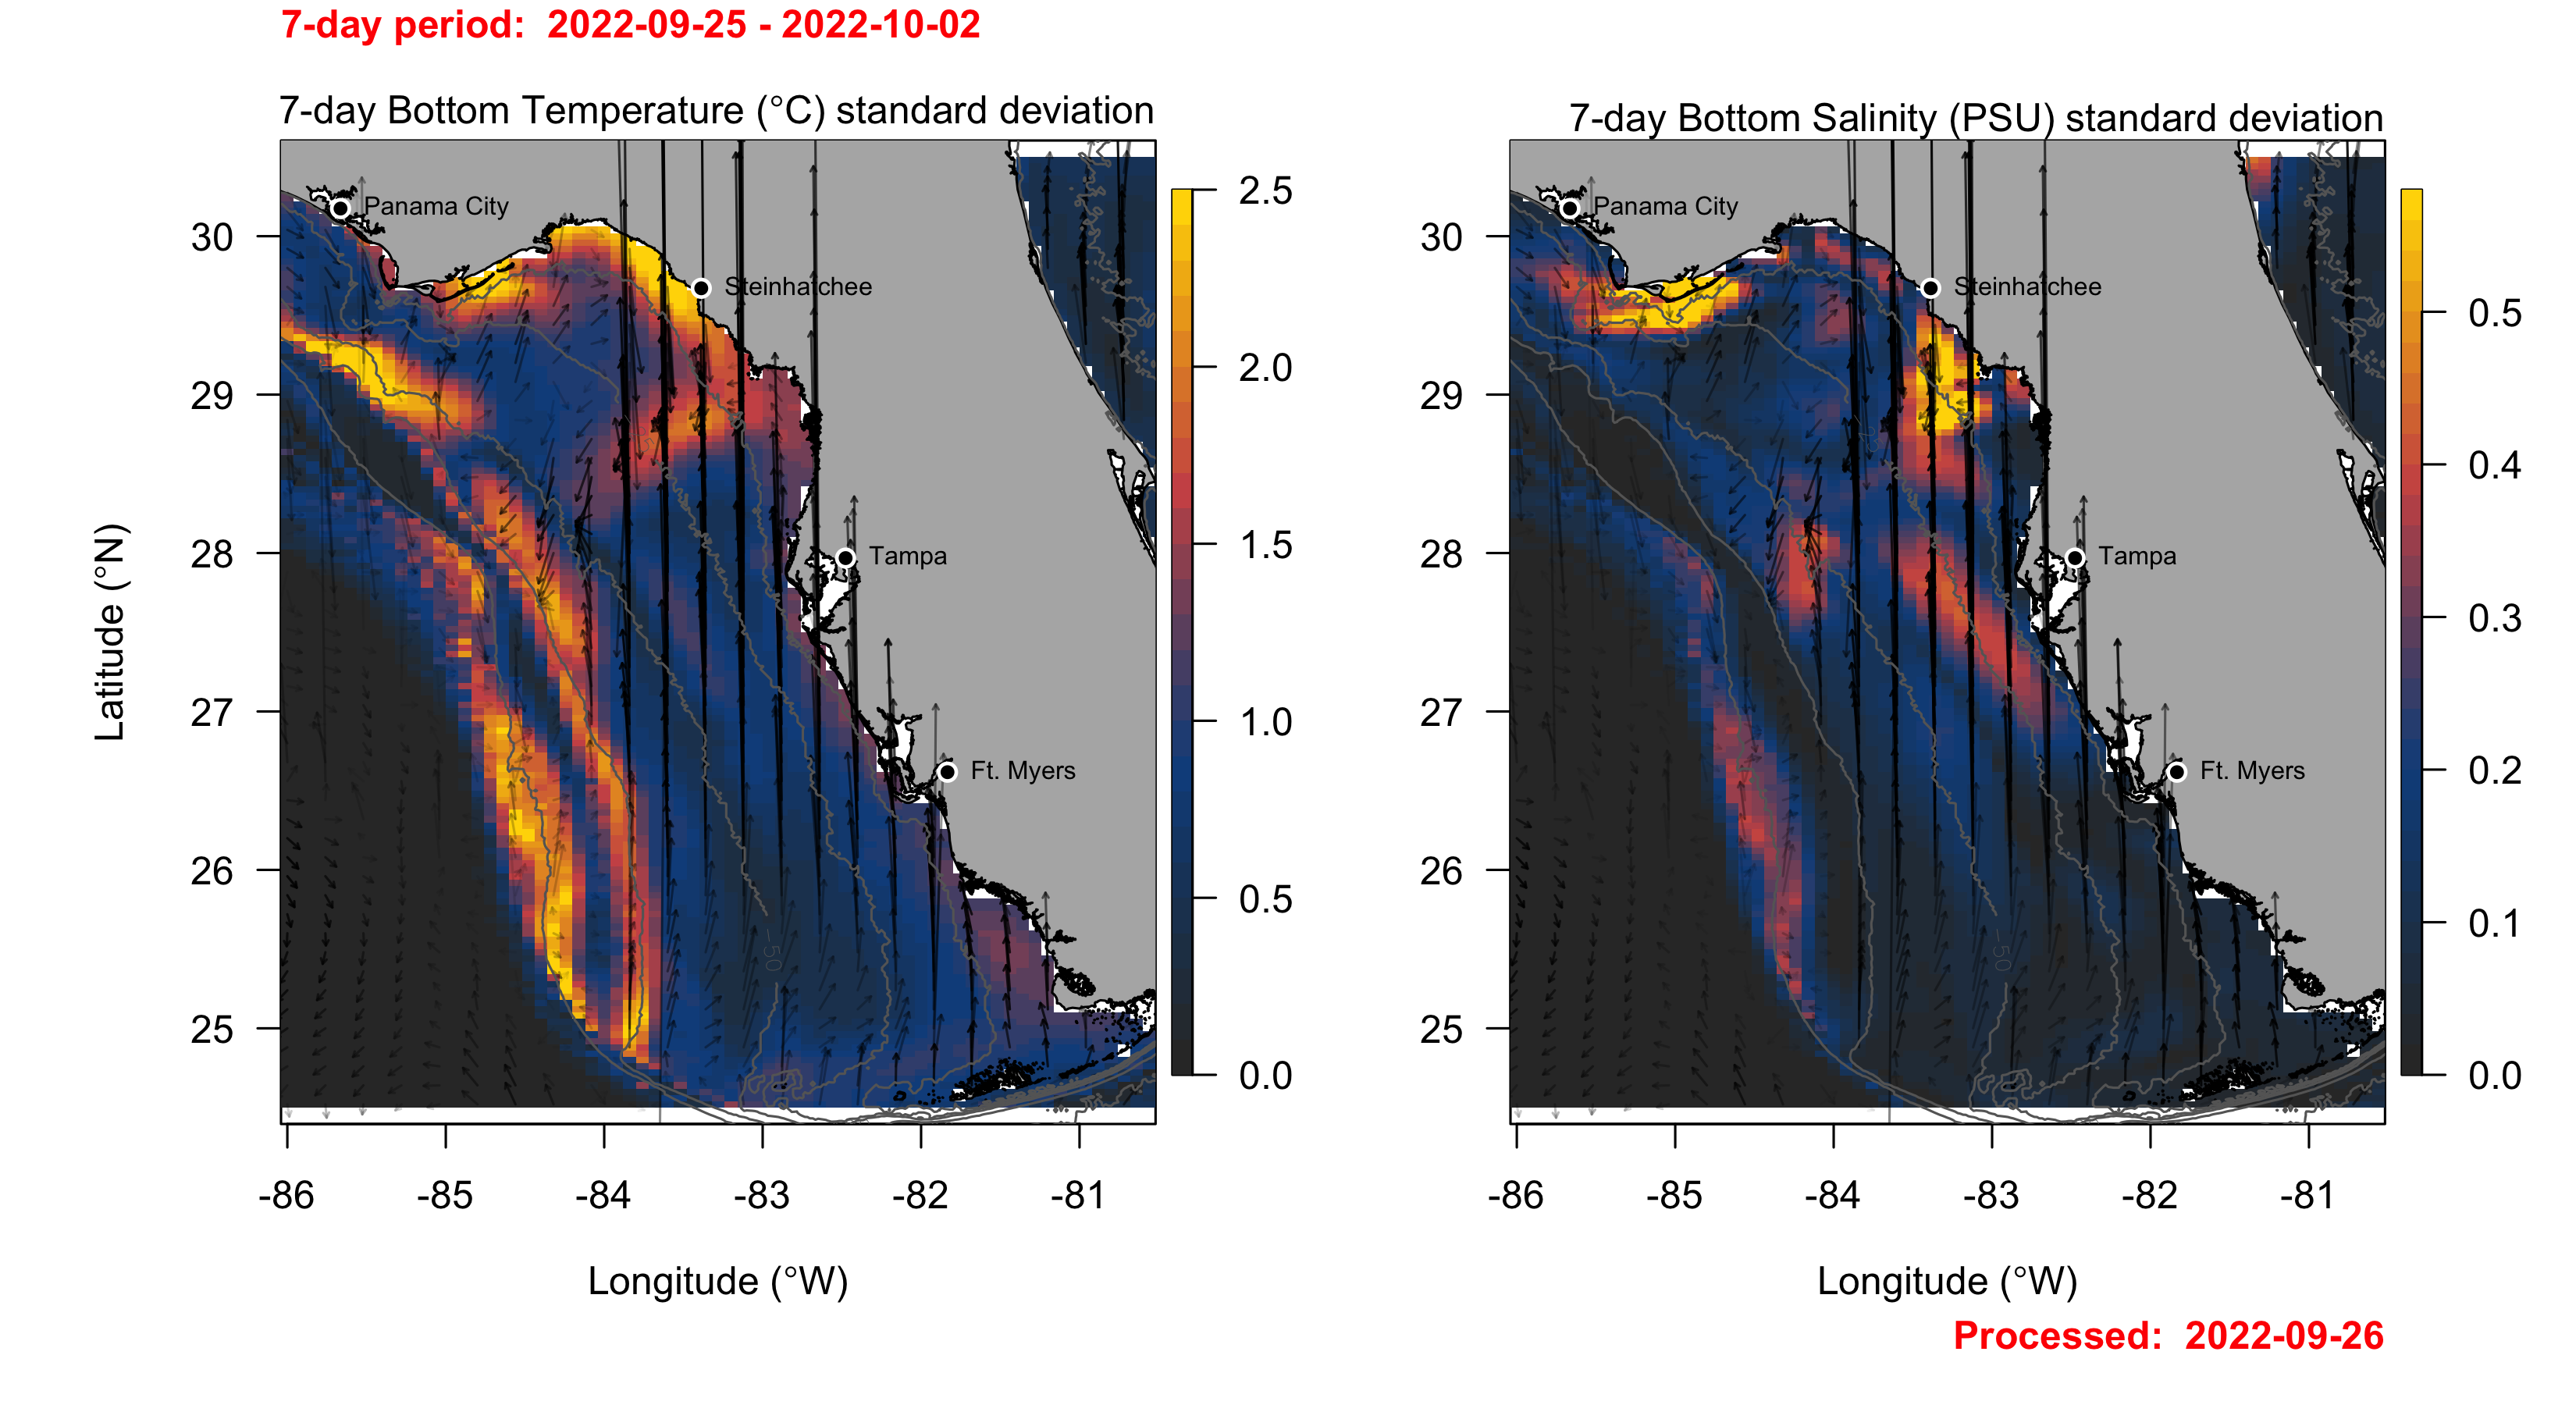 7-day period:  2022-09-25 - 2022-10-02
7-day Bottom Temperature (°C) standard deviation
Panama City
Steinhatchee
Tampa
Ft. Myers
-50
30
29
28
27
26
25
Latitude (°N)
-86
-85
-84
-83
-82
-81
Longitude (°W)
2.5
2.0
1.5
1.0
0.5
0.0
7-day Bottom Salinity (PSU) standard deviation
Panama City
Steinhatchee
Tampa
Ft. Myers
-50
30
29
28
27
26
25
-86
-85
-84
-83
-82
-81
Longitude (°W)
0.5
0.4
0.3
0.2
0.1
0.0
Processed:  2022-09-26